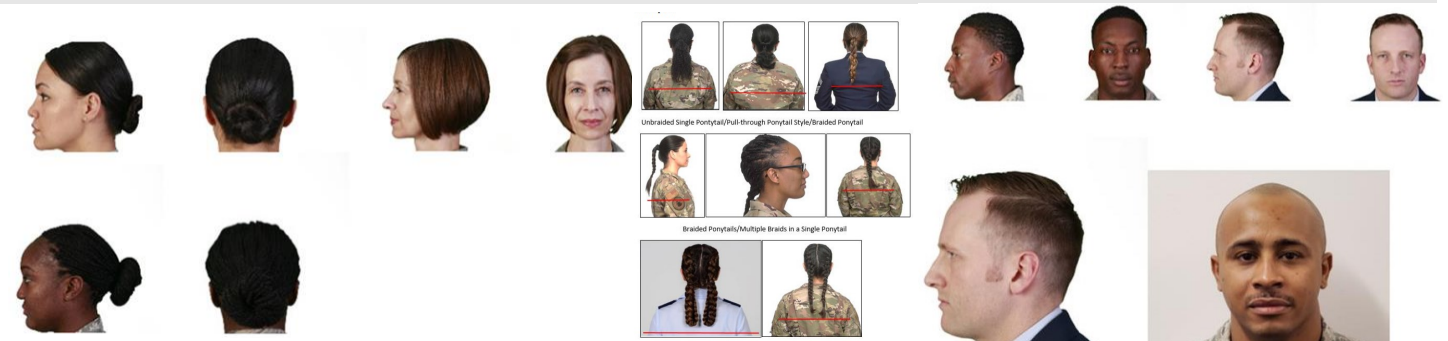 Unbraided Single Pontytail/Pull-through Ponytail Style/Braided Ponytail
Braided Ponytails/Multiple Braids in a Single Ponytail